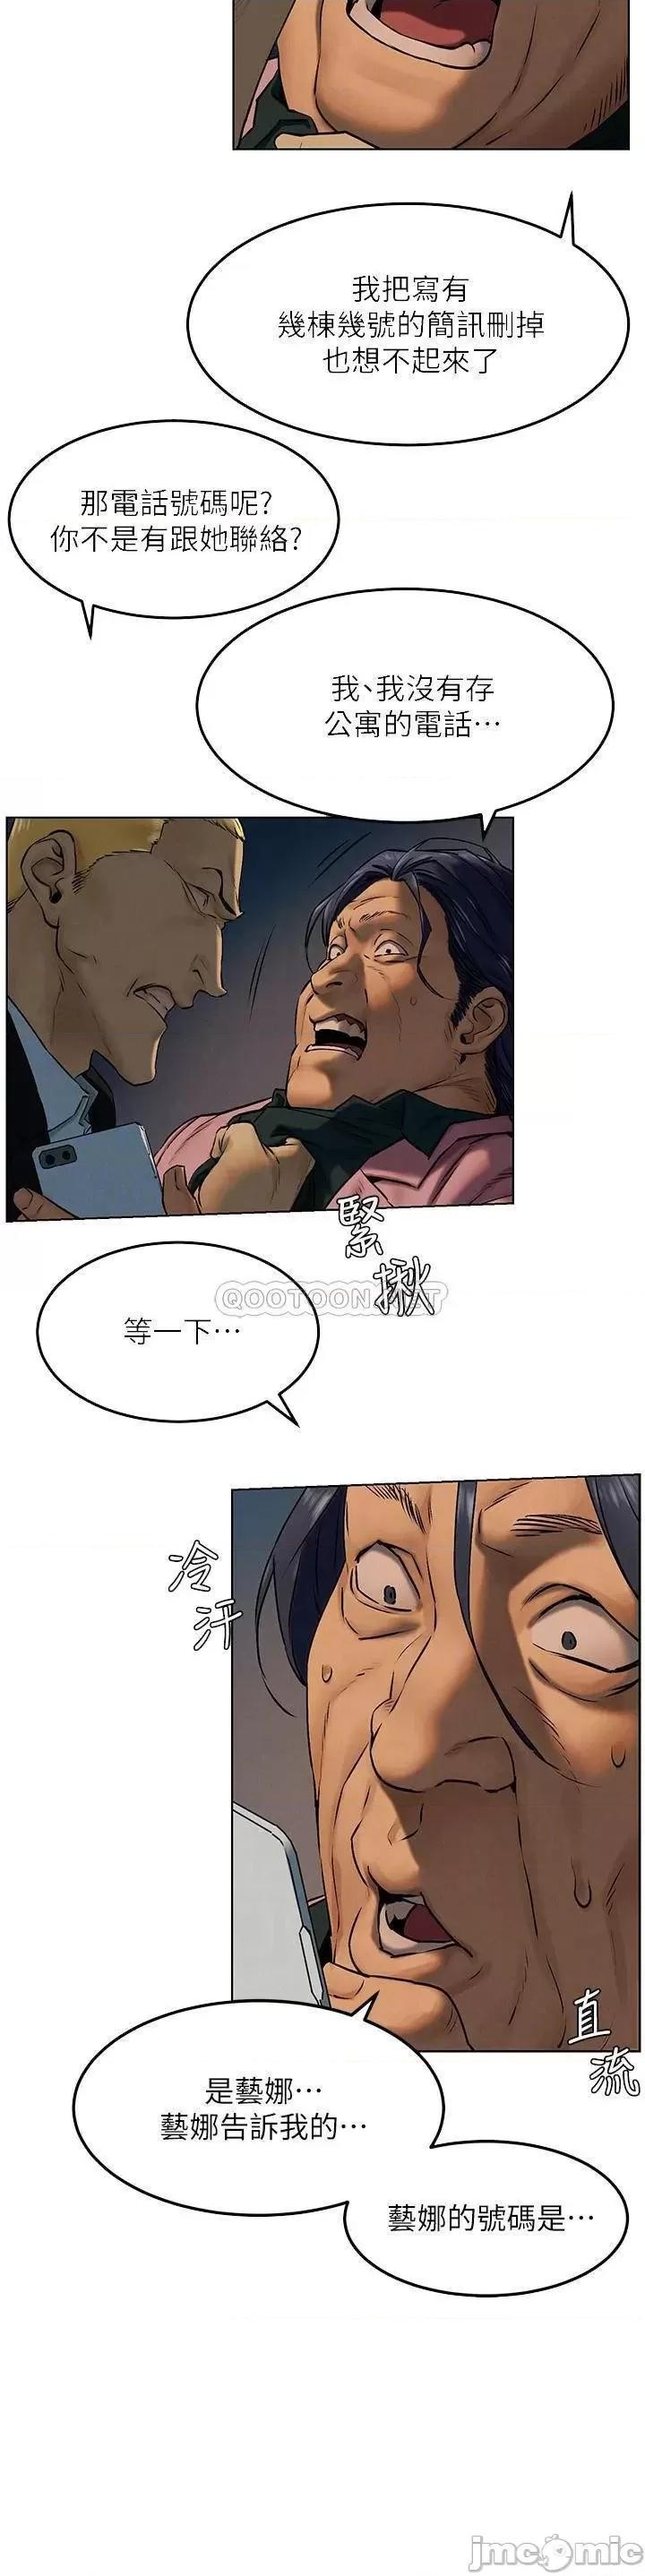 我把寫有
幾棟幾號的簡訊刪掉
也想不起來了
那電話號碼呢?
你不是有跟她聯絡?
我、我沒有存
公寓的電話…
緊
揪
QOOTOON.NET
等一下…
冷
汗
直
流
是藝娜…
藝娜告訴我的…
藝娜的號碼是…
jmcomic